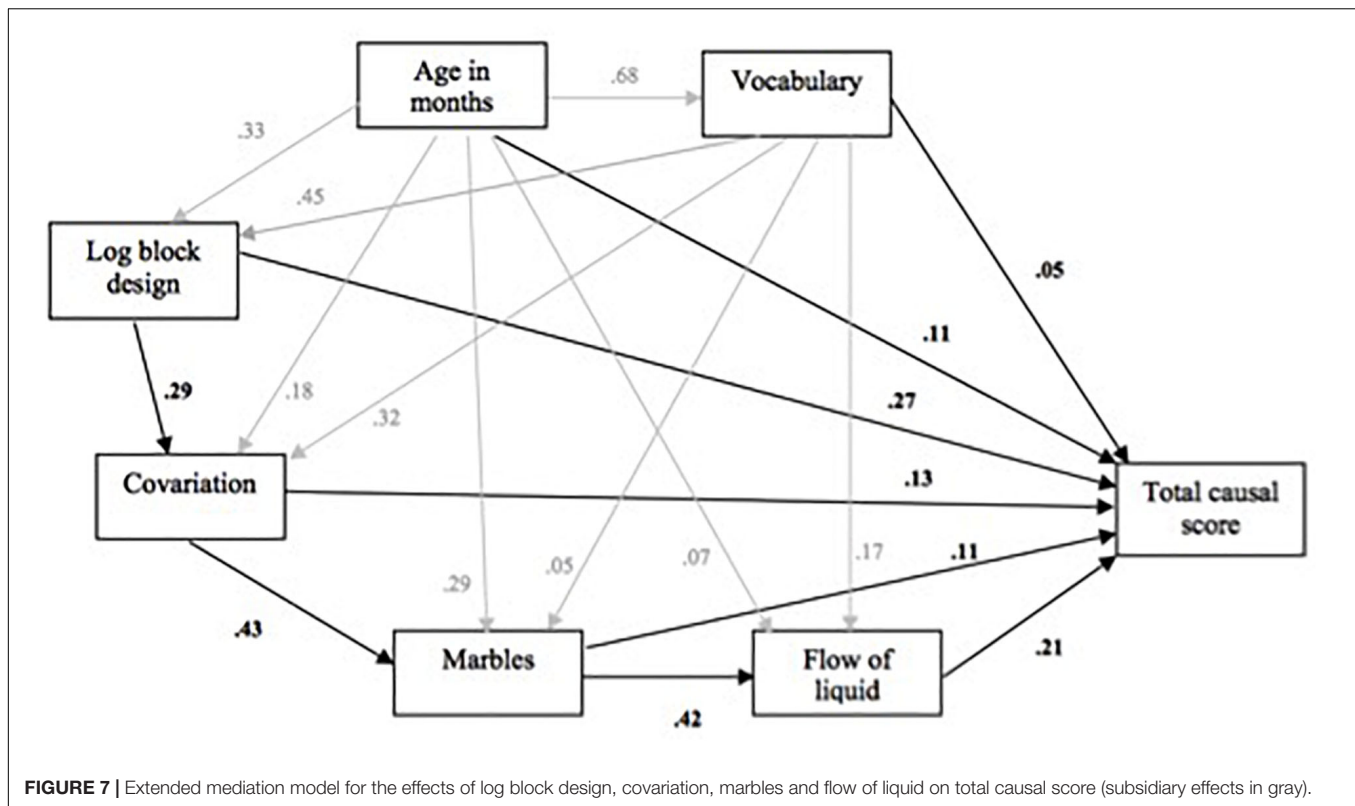 Age in
months
.68
Vocabulary
.33
.45
Log block
design
.05
.11
.29
.18
.32
.27
Covariation
.13
Total causal
score
.29
.05
.07
.17
.11
.43
Marbles
Flow of
liquid
.21
.42
FIGURE 7 | Extended mediation model for the effects of log block design, covariation, marbles and flow of liquid on total causal score (subsidiary effects in gray).